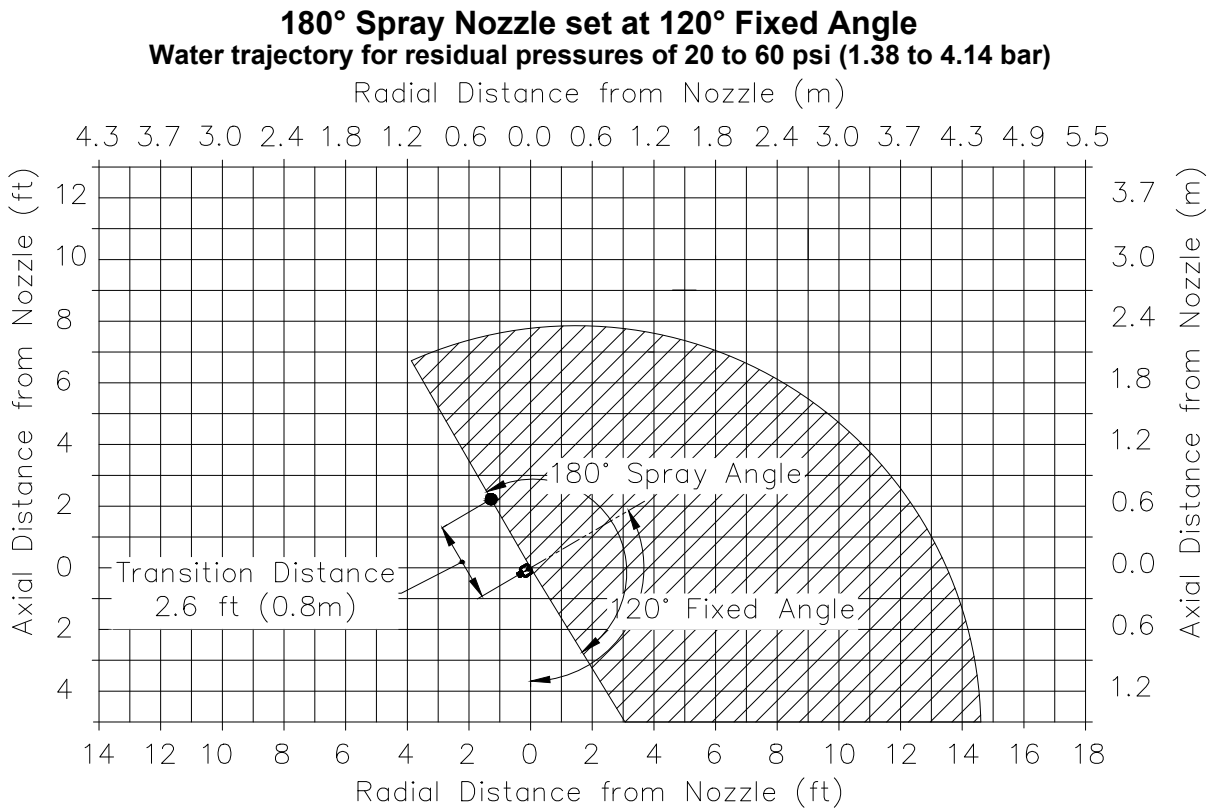 180° Spray Nozzle set at 120° Fixed Angle
Water trajectory for residual pressures of 20 to 60 psi (1.38 to 4.14 bar)
Radial Distance from Nozzle (m)
4.3 3.7 3.0 2.4 1.8 1.2 0.6 0.0 0.6 1.2 1.8 2.4 3.0 3.7 4.3 4.9 5.5
Axial Distance from Nozzle (ft)
12
10
8
6
4
2
0
2
4
180° Spray Angle
Transition Distance
2.6 ft (0.8m)
120° Fixed Angle
3.7
3.0
2.4
1.8
1.2
0.6
0.0
0.6
1.2
Axial Distance from Nozzle (m)
14 12 10 8 6 4 2 0 2 4 6 8 10 12 14 16 18
Radial Distance from Nozzle (ft)